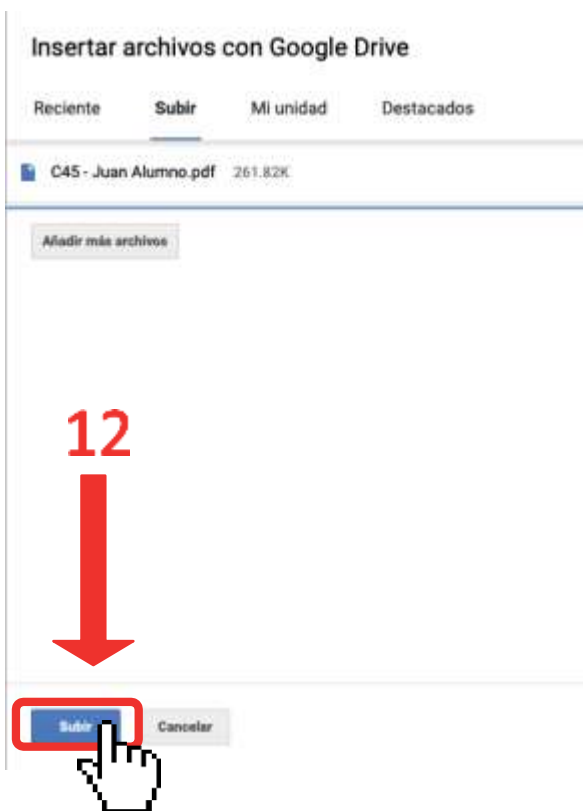 Insertar archivos con Google Drive
Reciente Subir Mi unidad Destacados
C45 - Juan Alumno.pdf 261.82K
Añadir más archivos
12
Subir Cancelar